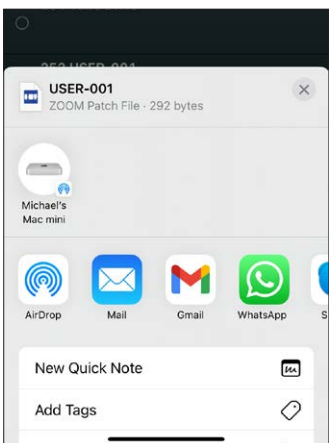 USER-001
ZOOM Patch File · 292 bytes
Michael's
Mac mini
AirDrop
Mail
Gmail
WhatsApp
New Quick Note
Add Tags